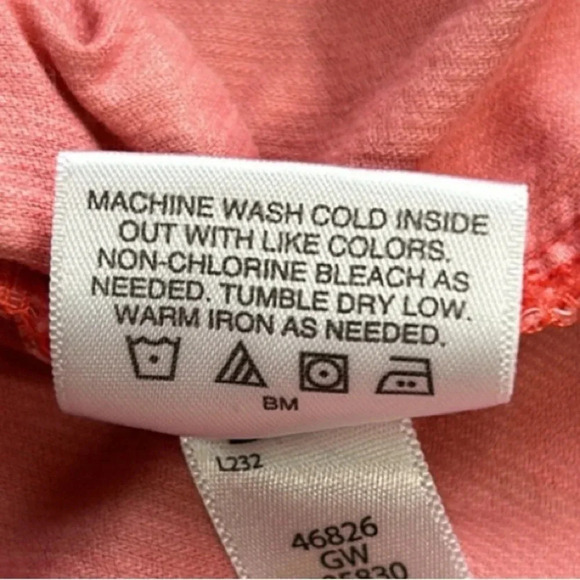 MACHINE WASH COLD INSIDE
OUT WITH LIKE COLORS.
NON-CHLORINE BLEACH AS
NEEDED. TUMBLE DRY LOW.
WARM IRON AS NEEDED.
BM
L232
46826
GW